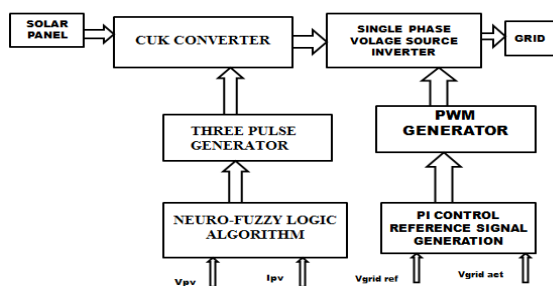 SOLAR
PANEL
CUK CONVERTER
SINGLE PHASE
VOLAGE SOURCE
INVERTER
GRID
THREE PULSE
GENERATOR
PWM
GENERATOR
NEURO-FUZZY LOGIC
ALGORITHM
PI CONTROL
REFERENCE SIGNAL
GENERATION
Vpv
Ipv
Vgrid ref
Vgrid act